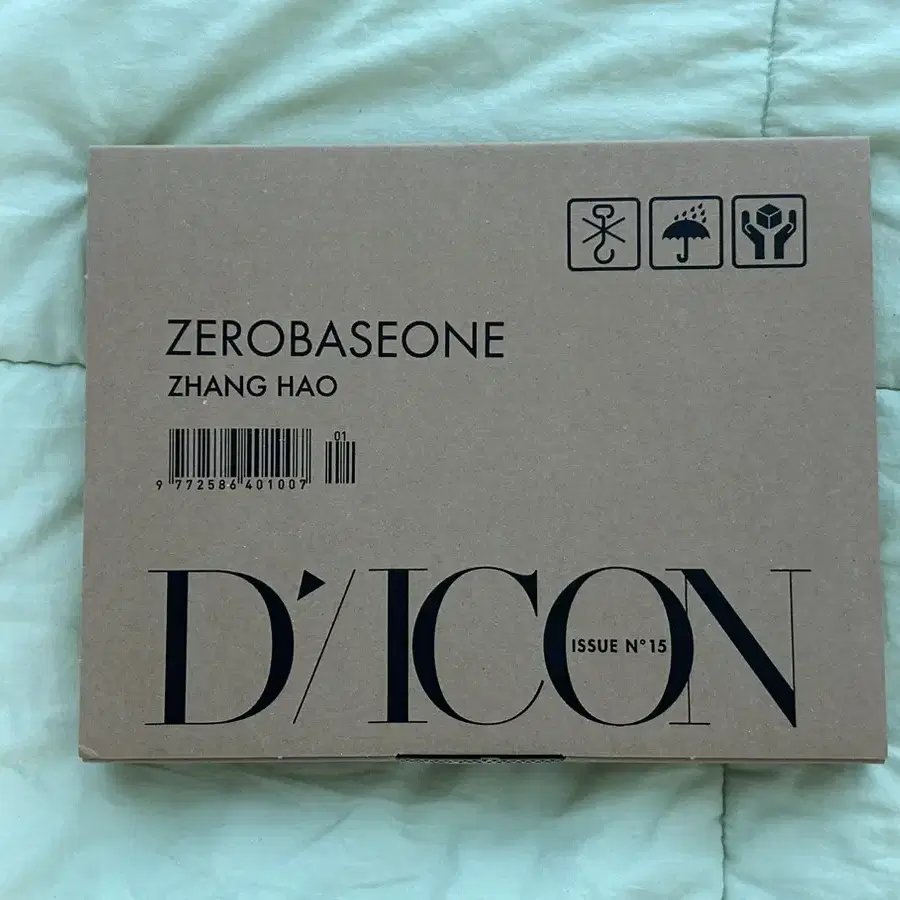 ZEROBASEONE
ZHANG HAO
01
9 772586 401007
D'/ICON
ISSUE N° 15